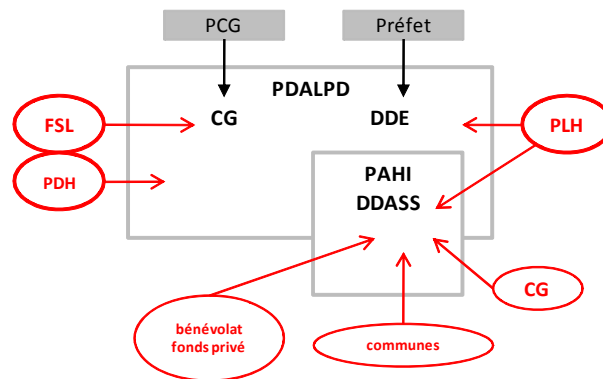 PCG
Préfet
PDALPD
FSL
CG
DDE
PLH
PDH
PAHI
DDASS
CG
bénévolat
fonds privé
communes